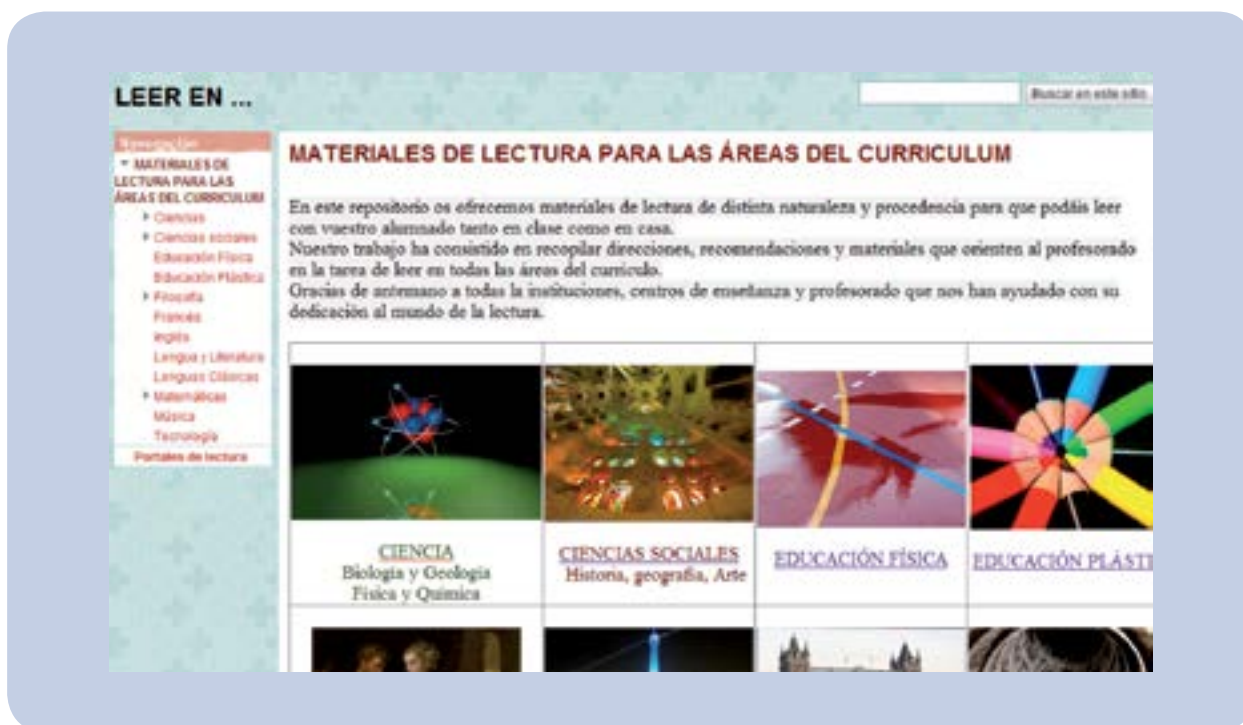 LEER EN ...
Buscar en este sitio
Navegación
MATERIALES DE
LECTURA PARA LAS
ÁREAS DEL CURRICULUM
Ciencias
Ciencias sociales
Educación Física
Educación Plástica
Filosofía
Francés
Inglés
Lengua y Literatura
Lenguas Clásicas
Matemáticas
Música
Tecnología
Portales de lectura
MATERIALES DE LECTURA PARA LAS ÁREAS DEL CURRICULUM
En este repositorio os ofrecemos materiales de lectura de distinta naturaleza y procedencia para que podáis leer
con vuestro alumnado tanto en clase como en casa.
Nuestro trabajo ha consistido en recopilar direcciones, recomendaciones y materiales que orienten al profesorado
en la tarea de leer en todas las áreas del currículo.
Gracias de antemano a todas la instituciones, centros de enseñanza y profesorado que nos han ayudado con su
dedicación al mundo de la lectura.
CIENCIA
Biología y Geología
Física y Química
CIENCIAS SOCIALES
Historia, geografía, Arte
EDUCACIÓN FÍSICA
EDUCACIÓN PLÁSTI